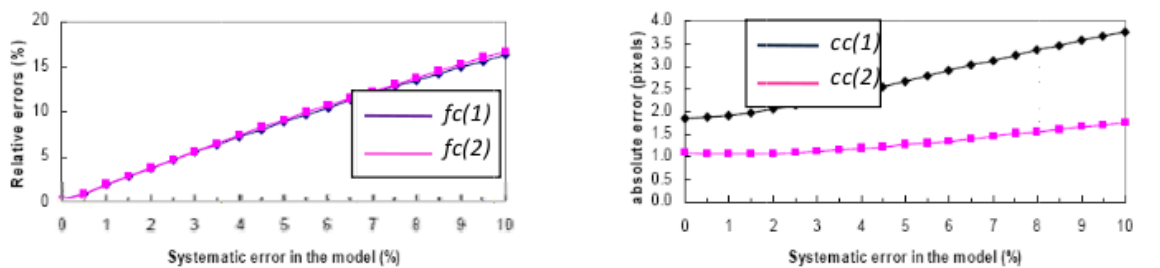 Relative errors (%)
20
15
10
5
0
fc(1)
fc(2)
0 1 2 3 4 5 6 7 8 9 10
Systematic error in the model (%)
absolute error (pixels)
4.0
3.5
3.0
2.5
2.0
1.5
1.0
0.5
0.0
cc(1)
cc(2)
0 1 2 3 4 5 6 7 8 9 10
Systematic error in the model (%)